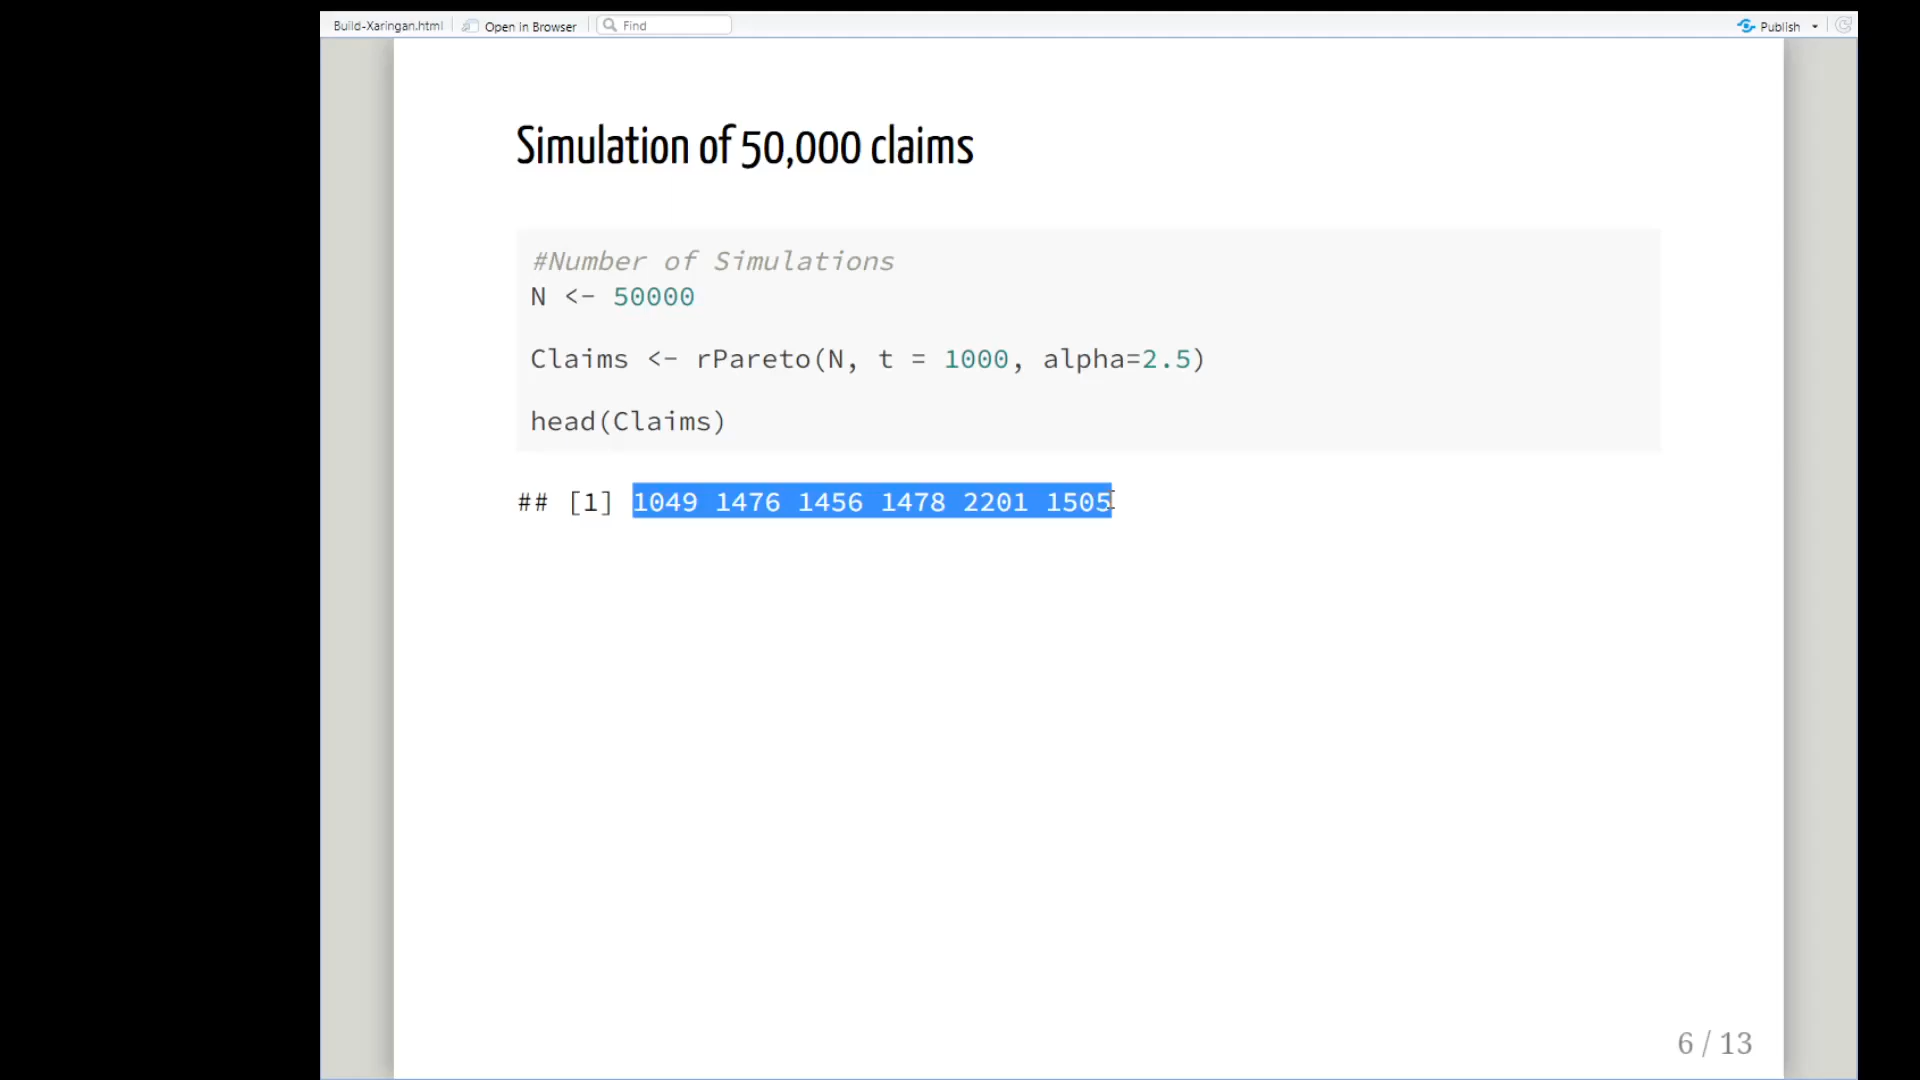 Build-Xaringan.html Open in Browser Find Publish
Simulation of 50,000 claims
#Number of Simulations
N <- 50000
Claims <- rPareto(N, t = 1000, alpha=2.5)
head(Claims)
## [1] 1049 1476 1456 1478 2201 1505
6 / 13